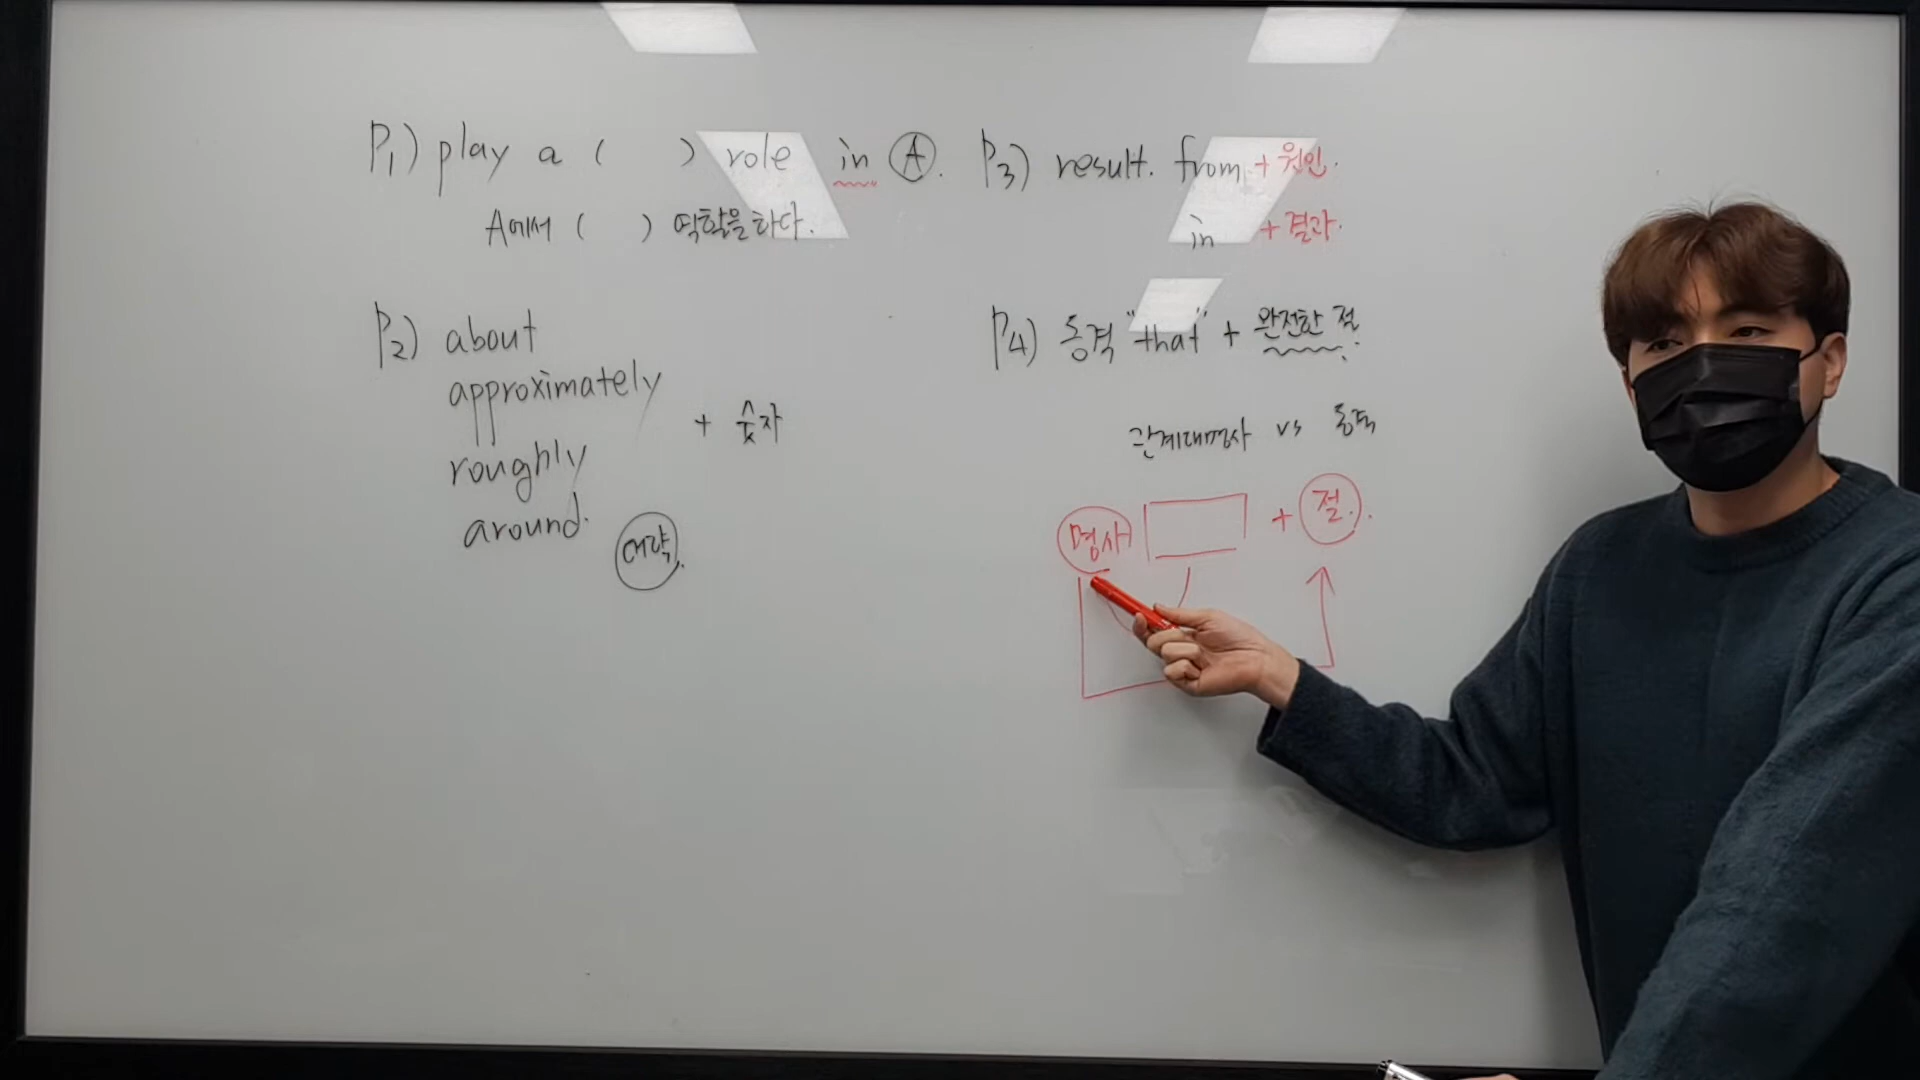 P1) play a ( ) role in Ⓐ.
A에서 ( ) 역할을 하다.
P2) about
approximately
roughly
around.
+ 숫자
대략.
P3) result. from + 원인.
in + 결과.
P4) 동격 "that" + 완전한 절.
관계대명사 vs 동격
명사 + 절.